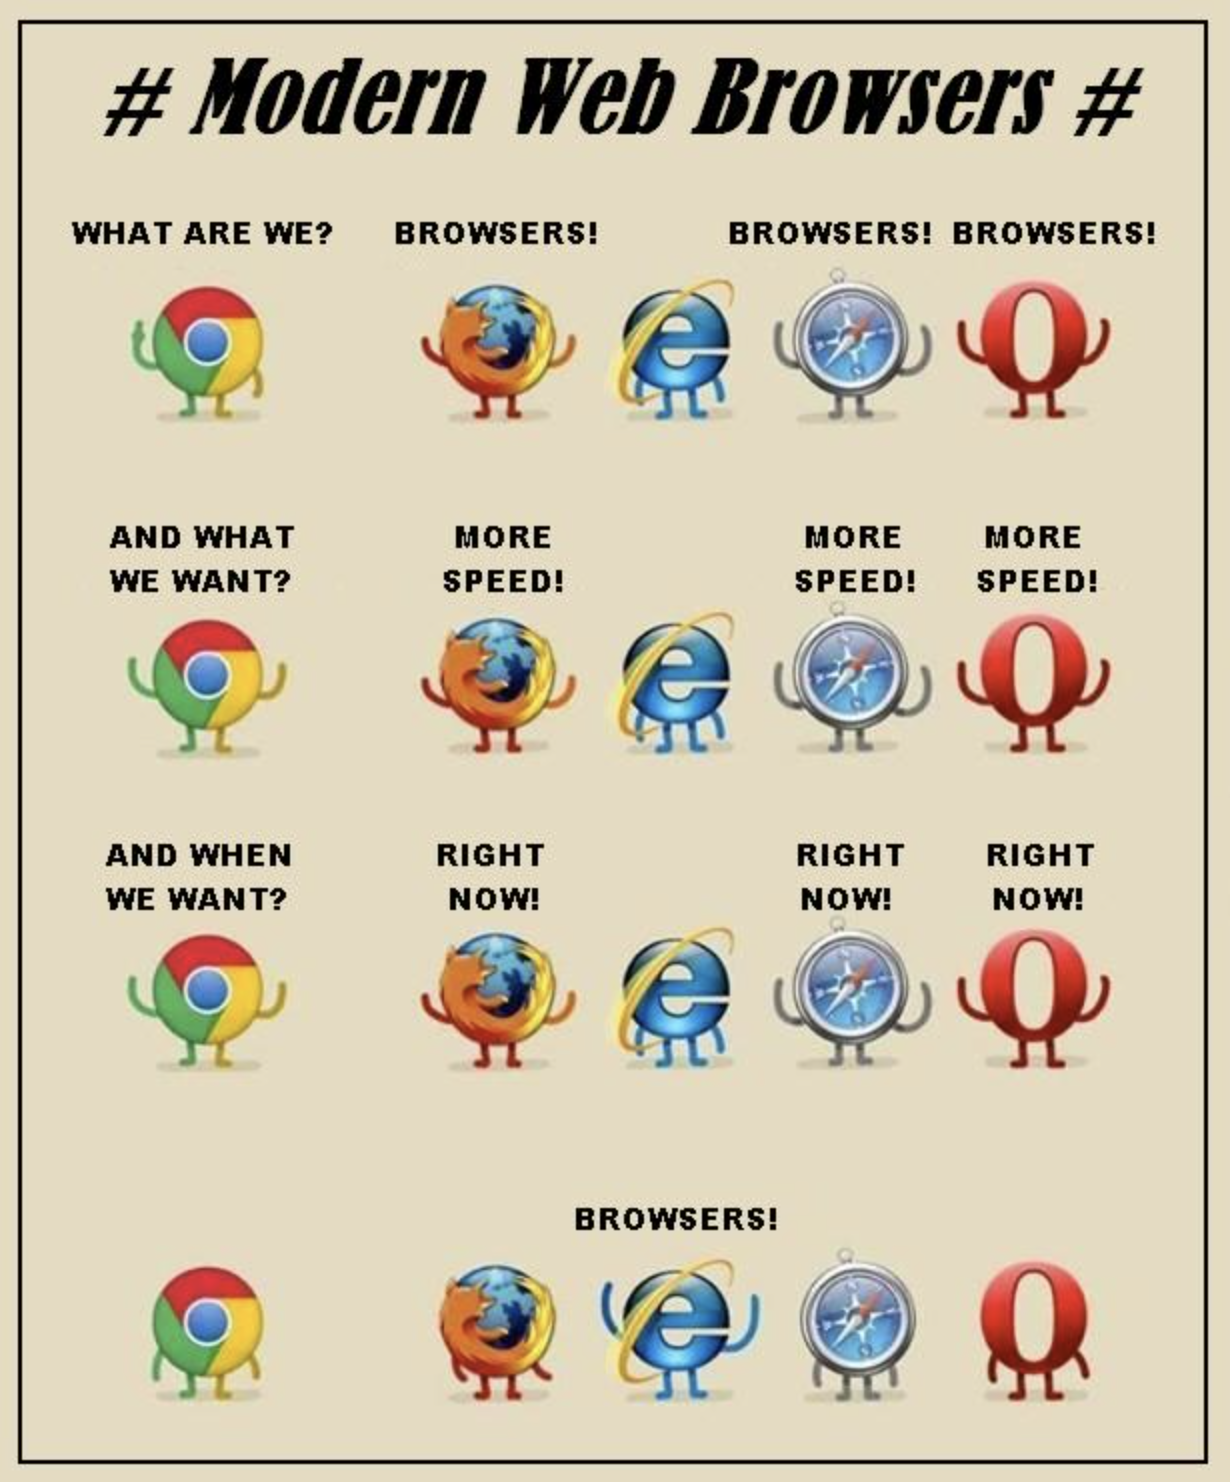 # Modern Web Browsers #
WHAT ARE WE? BROWSERS! BROWSERS! BROWSERS!
AND WHAT
WE WANT?
MORE
SPEED!
MORE
SPEED!
MORE
SPEED!
AND WHEN
WE WANT?
RIGHT
NOW!
RIGHT
NOW!
RIGHT
NOW!
BROWSERS!